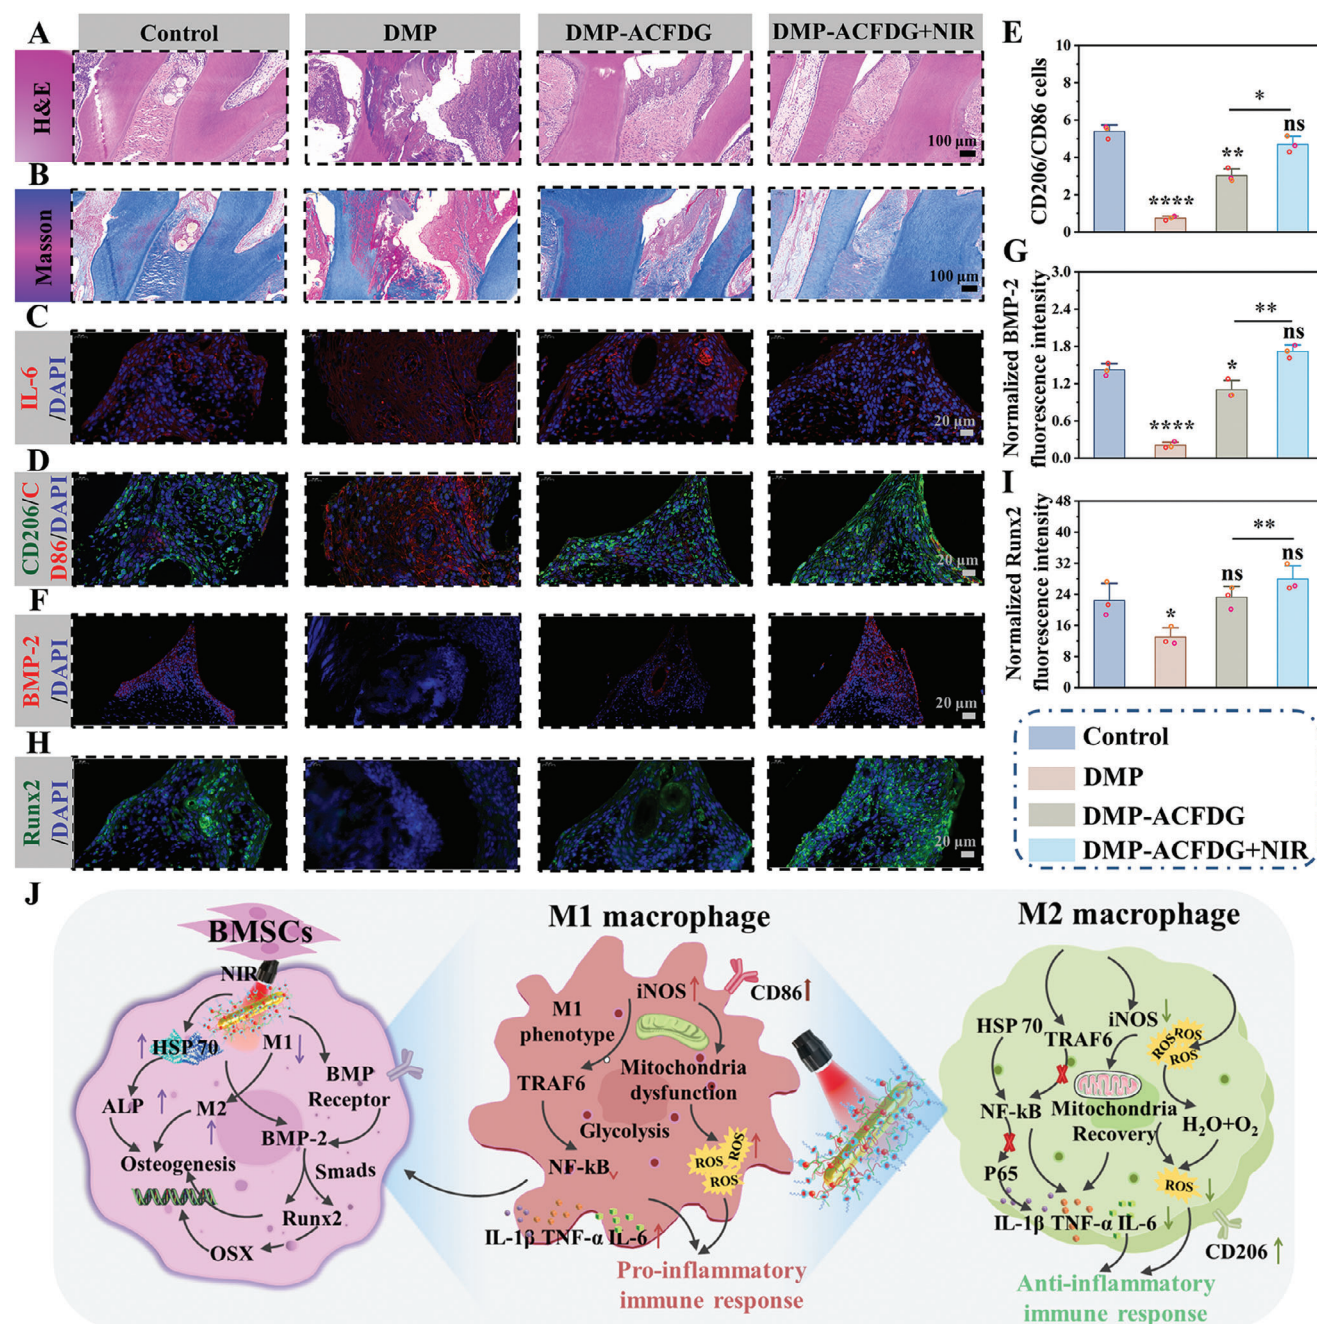 A
Control
DMP
DMP-ACFDG
DMP-ACFDG+NIR
H&E
100 μm
B
Masson
100 μm
C
IL-6
/DAPI
20 μm
D
CD206/C
D86/DAPI
20 μm
F
BMP-2
/DAPI
20 μm
H
Runx2
/DAPI
20 μm
E
CD206/CD86 cells
10
8
6
4
2
0
****
**
*
ns
G
Normalized BMP-2
fluorescence intensity
3.0
2.4
1.8
1.2
0.6
0.0
****
*
**
ns
I
Normalized Runx2
fluorescence intensity
48
40
32
24
16
8
0
*
ns
**
ns
Control
DMP
DMP-ACFDG
DMP-ACFDG+NIR
J
BMSCs
NIR
HSP 70
M1
BMP
Receptor
ALP
M2
BMP-2
Osteogenesis
Smads
Runx2
OSX
M1 macrophage
iNOS
CD86
M1
phenotype
TRAF6
Mitochondria
dysfunction
Glycolysis
NF-kB
ROS
ROS
ROS
IL-1β TNF-α IL-6
Pro-inflammatory
immune response
M2 macrophage
HSP 70
iNOS
TRAF6
ROS
ROS
ROS
NF-kB
Mitochondria
Recovery
H₂O+O₂
P65
ROS
IL-1β TNF-α IL-6
CD206
Anti-inflammatory
immune response